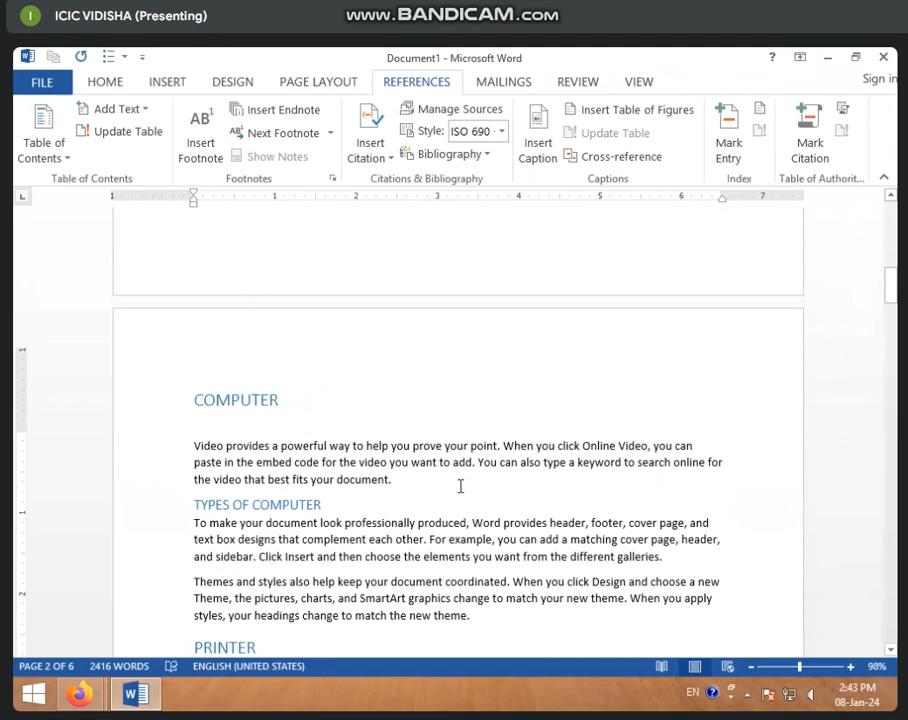 I ICIC VIDISHA (Presenting)
www.BANDICAM.com
Document1 - Microsoft Word
Sign in
FILE HOME INSERT DESIGN PAGE LAYOUT REFERENCES MAILINGS REVIEW VIEW
Table of Contents
Add Text
Update Table
Table of Contents
AB1 Insert Footnote
Insert Endnote
Next Footnote
Show Notes
Footnotes
Insert Citation
Manage Sources
Style: ISO 690
Bibliography
Citations & Bibliography
Insert Caption
Insert Table of Figures
Update Table
Cross-reference
Captions
Mark Entry
Index
Mark Citation
Table of Authorit...
1 1 2 3 4 5 6 7
COMPUTER
Video provides a powerful way to help you prove your point. When you click Online Video, you can
paste in the embed code for the video you want to add. You can also type a keyword to search online for
the video that best fits your document.
TYPES OF COMPUTER
To make your document look professionally produced, Word provides header, footer, cover page, and
text box designs that complement each other. For example, you can add a matching cover page, header,
and sidebar. Click Insert and then choose the elements you want from the different galleries.
Themes and styles also help keep your document coordinated. When you click Design and choose a new
Theme, the pictures, charts, and SmartArt graphics change to match your new theme. When you apply
styles, your headings change to match the new theme.
PRINTER
PAGE 2 OF 6 2416 WORDS ENGLISH (UNITED STATES) 98%
EN 2:43 PM
08-Jan-24